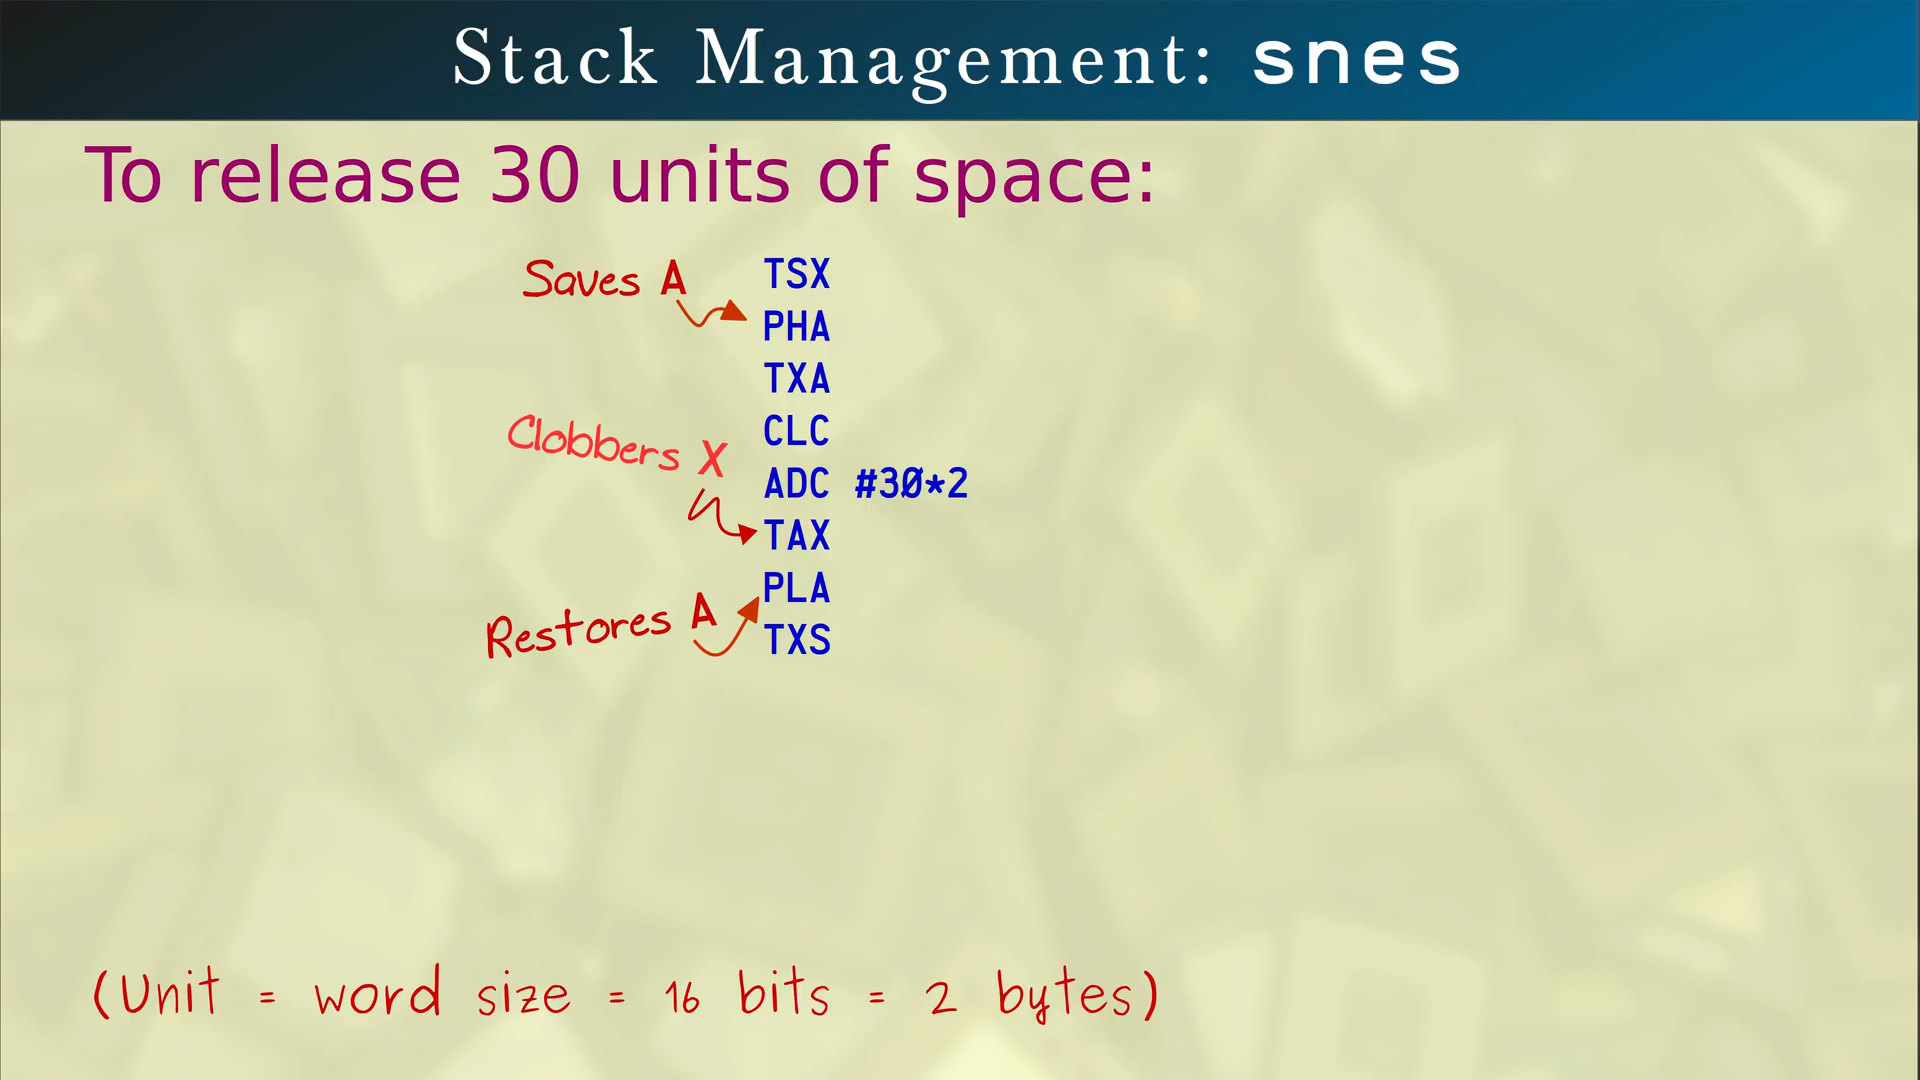 Stack Management: snes
To release 30 units of space:
Saves A
TSX
PHA
TXA
CLC
Clobbers X
ADC #30*2
TAX
PLA
Restores A
TXS
(Unit = word size = 16 bits = 2 bytes)